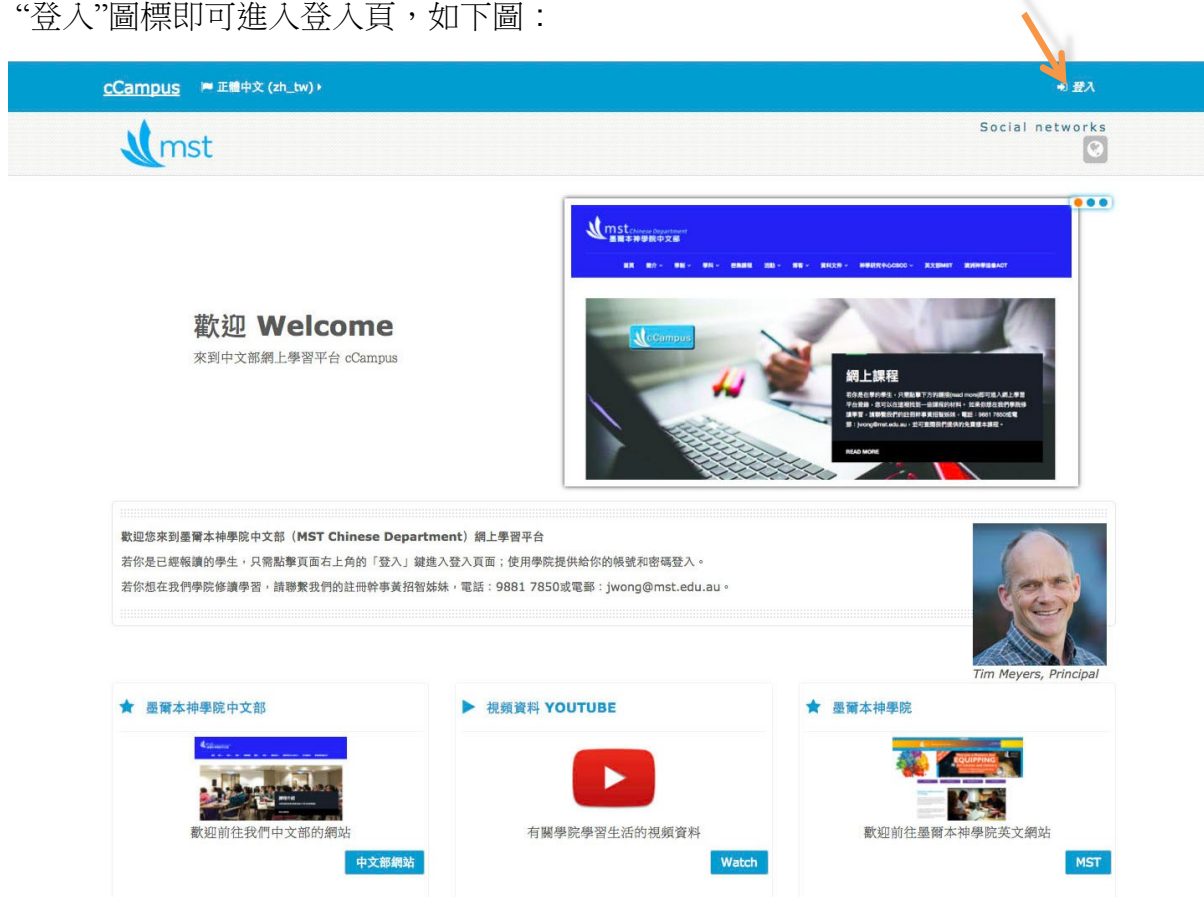 “登入”圖標即可進入登入頁，如下圖：
cCampus 正體中文 (zh_tw) 登入
mst
Social networks
mst Chinese Department
墨爾本神學院中文部
cCampus
網上課程
READ MORE
歡迎 Welcome
來到中文部網上學習平台 cCampus
歡迎您來到墨爾本神學院中文部（MST Chinese Department）網上學習平台
若你是已經報讀的學生，只需點擊頁面右上角的「登入」鍵進入登入頁面；使用學院提供給你的帳號和密碼登入。
若你想在我們學院修讀學習，請聯繫我們的註冊幹事黃招智姊妹，電話：9881 7850或電郵：jwong@mst.edu.au。
Tim Meyers, Principal
墨爾本神學院中文部
歡迎前往我們中文部的網站
中文部網站
視頻資料 YOUTUBE
有關學院學習生活的視頻資料
Watch
墨爾本神學院
EQUIPPING
歡迎前往墨爾本神學院英文網站
MST